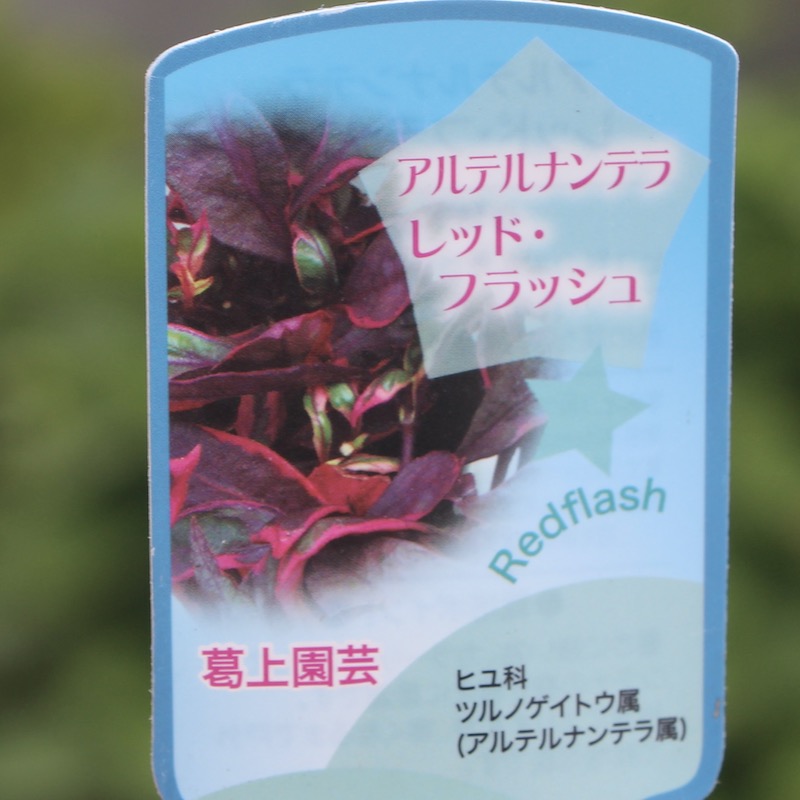 アルテルナンテラ
レッド・
フラッシュ
Redflash
葛上園芸
ヒユ科
ツルノゲイトウ属
(アルテルナンテラ属)